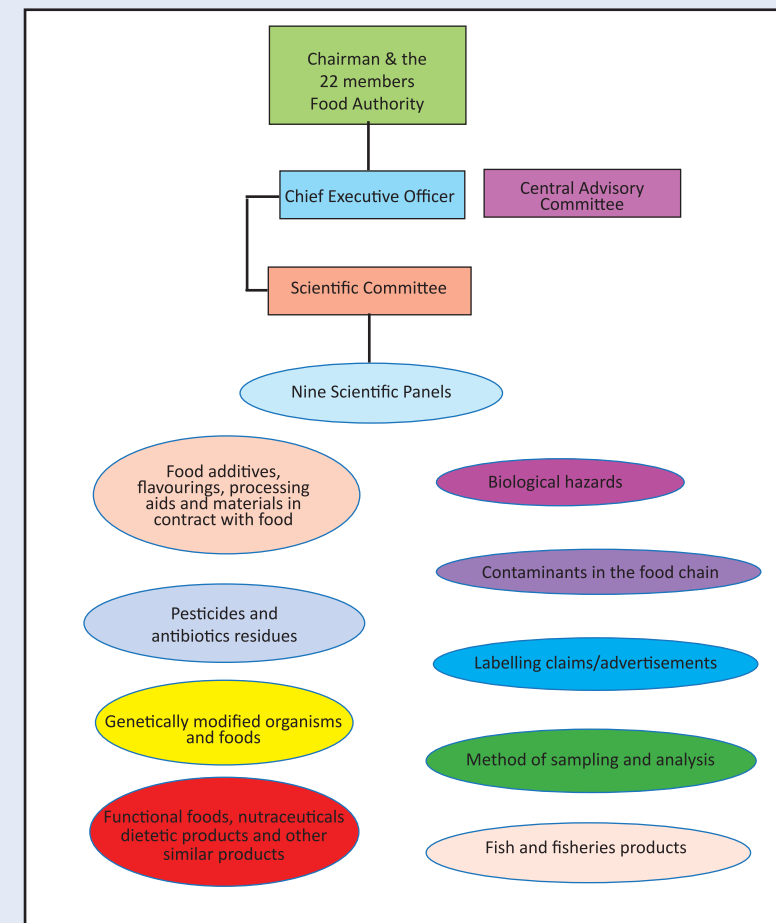 Chairman & the
22 members
Food Authority
Chief Executive Officer
Central Advisory
Committee
Scientific Committee
Nine Scientific Panels
Food additives,
flavourings, processing
aids and materials in
contract with food
Biological hazards
Contaminants in the food chain
Pesticides and
antibiotics residues
Labelling claims/advertisements
Genetically modified organisms
and foods
Method of sampling and analysis
Functional foods, nutraceuticals
dietetic products and other
similar products
Fish and fisheries products